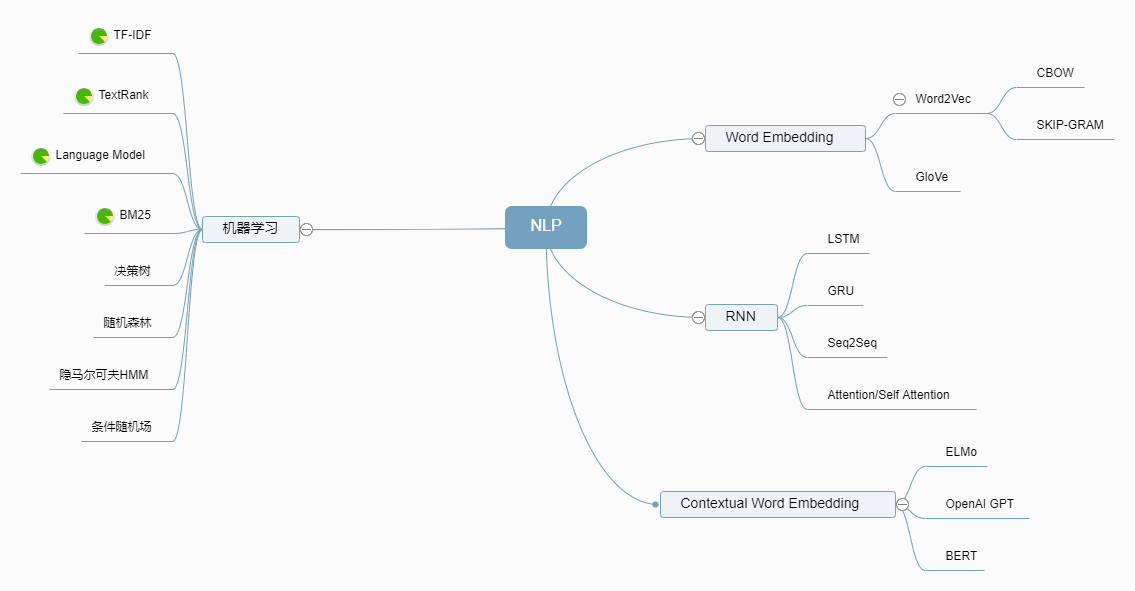 NLP
机器学习
TF-IDF
TextRank
Language Model
BM25
决策树
随机森林
隐马尔可夫HMM
条件随机场
Word Embedding
Word2Vec
CBOW
SKIP-GRAM
GloVe
RNN
LSTM
GRU
Seq2Seq
Attention/Self Attention
Contextual Word Embedding
ELMo
OpenAI GPT
BERT